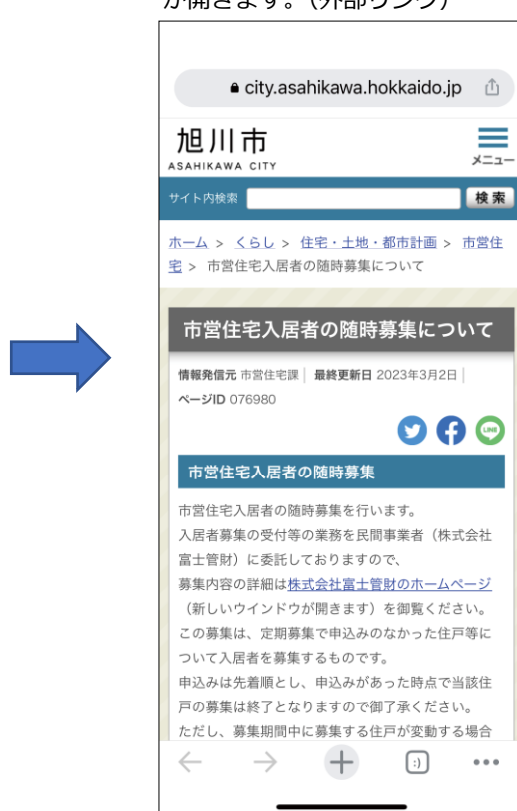 が開きます。(外部リンク)
city.asahikawa.hokkaido.jp
旭川市
ASAHIKAWA CITY
メニュー
サイト内検索
検索
ホーム > くらし > 住宅・土地・都市計画 > 市営住
宅 > 市営住宅入居者の随時募集について
市営住宅入居者の随時募集について
情報発信元 市営住宅課 | 最終更新日 2023年3月2日 |
ページID 076980
LINE
市営住宅入居者の随時募集
市営住宅入居者の随時募集を行います。
入居者募集の受付等の業務を民間事業者（株式会社
富士管財）に委託しておりますので、
募集内容の詳細は株式会社富士管財のホームページ
（新しいウインドウが開きます）を御覧ください。
この募集は、定期募集で申込みのなかった住戸等に
ついて入居者を募集するものです。
申込みは先着順とし、申込みがあった時点で当該住
戸の募集は終了となりますので御了承ください。
ただし、募集期間中に募集する住戸が変動する場合
:)